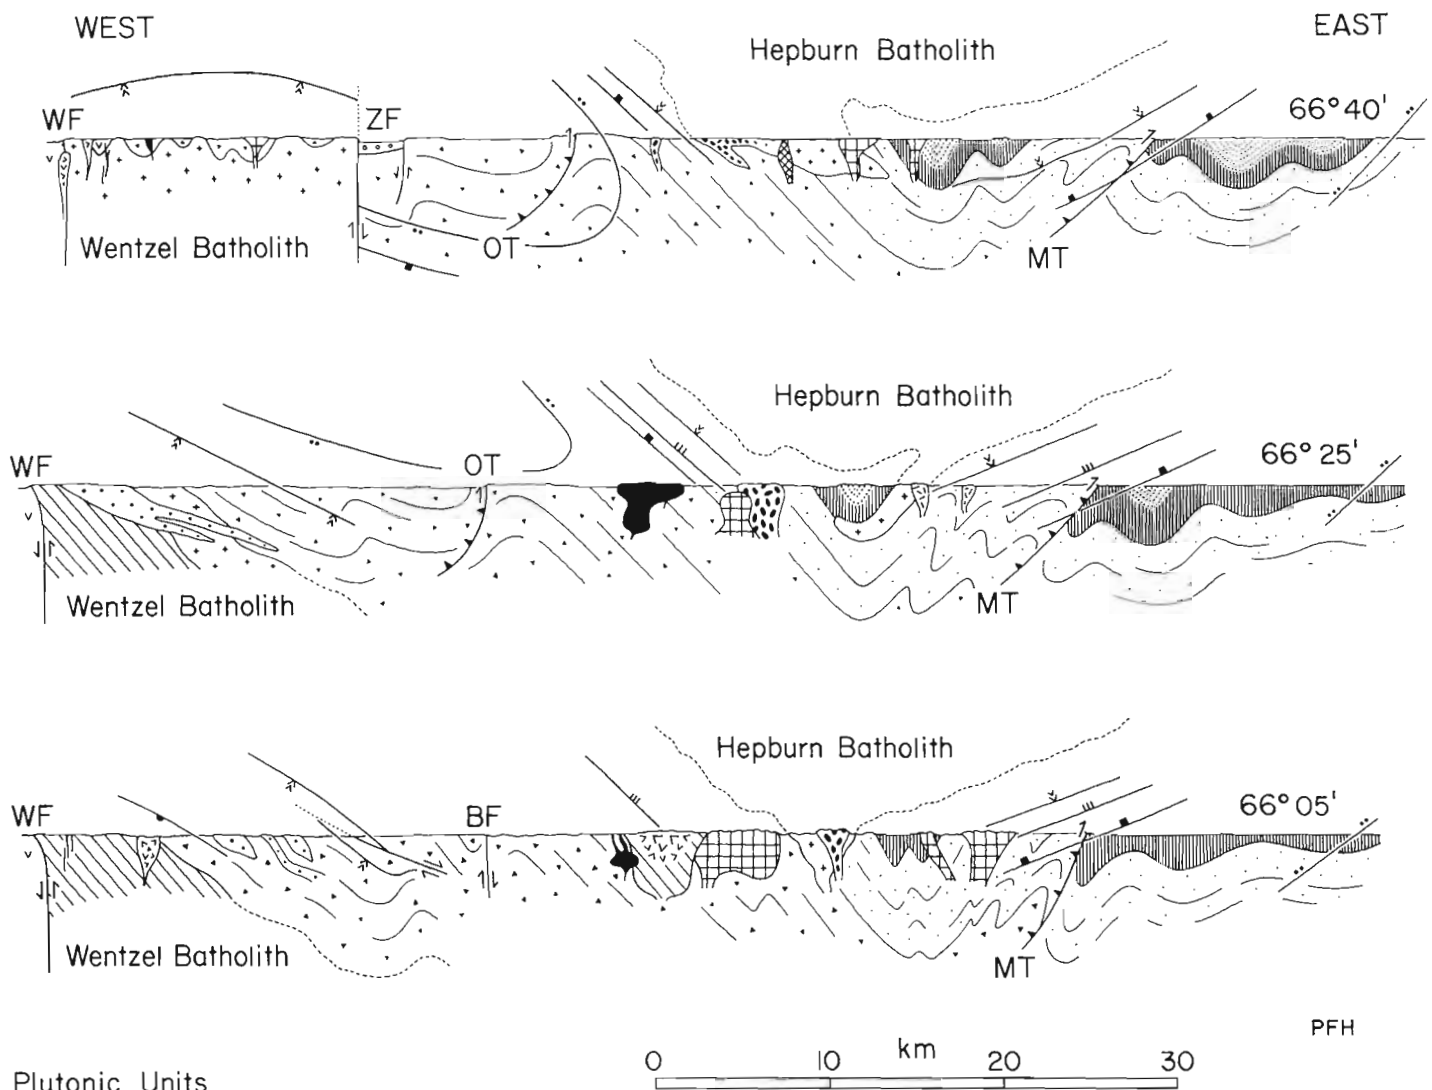 WEST
EAST
Hepburn Batholith
66° 40'
WF
ZF
Wentzel Batholith
OT
MT
Hepburn Batholith
66° 25'
WF
OT
Wentzel Batholith
MT
Hepburn Batholith
66° 05'
WF
BF
Wentzel Batholith
MT
PFH
km
0 10 20 30
Plutonic Units